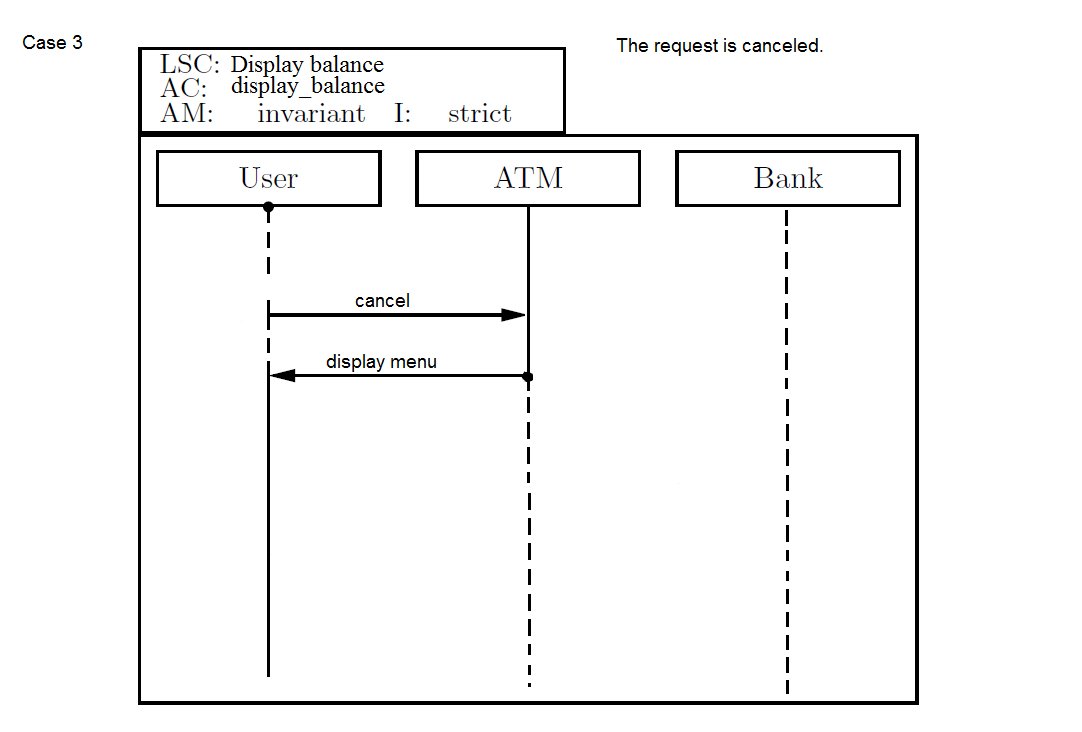 Case 3
The request is canceled.
LSC: Display balance
AC: display_balance
AM: invariant I: strict
User ATM Bank
cancel
display menu